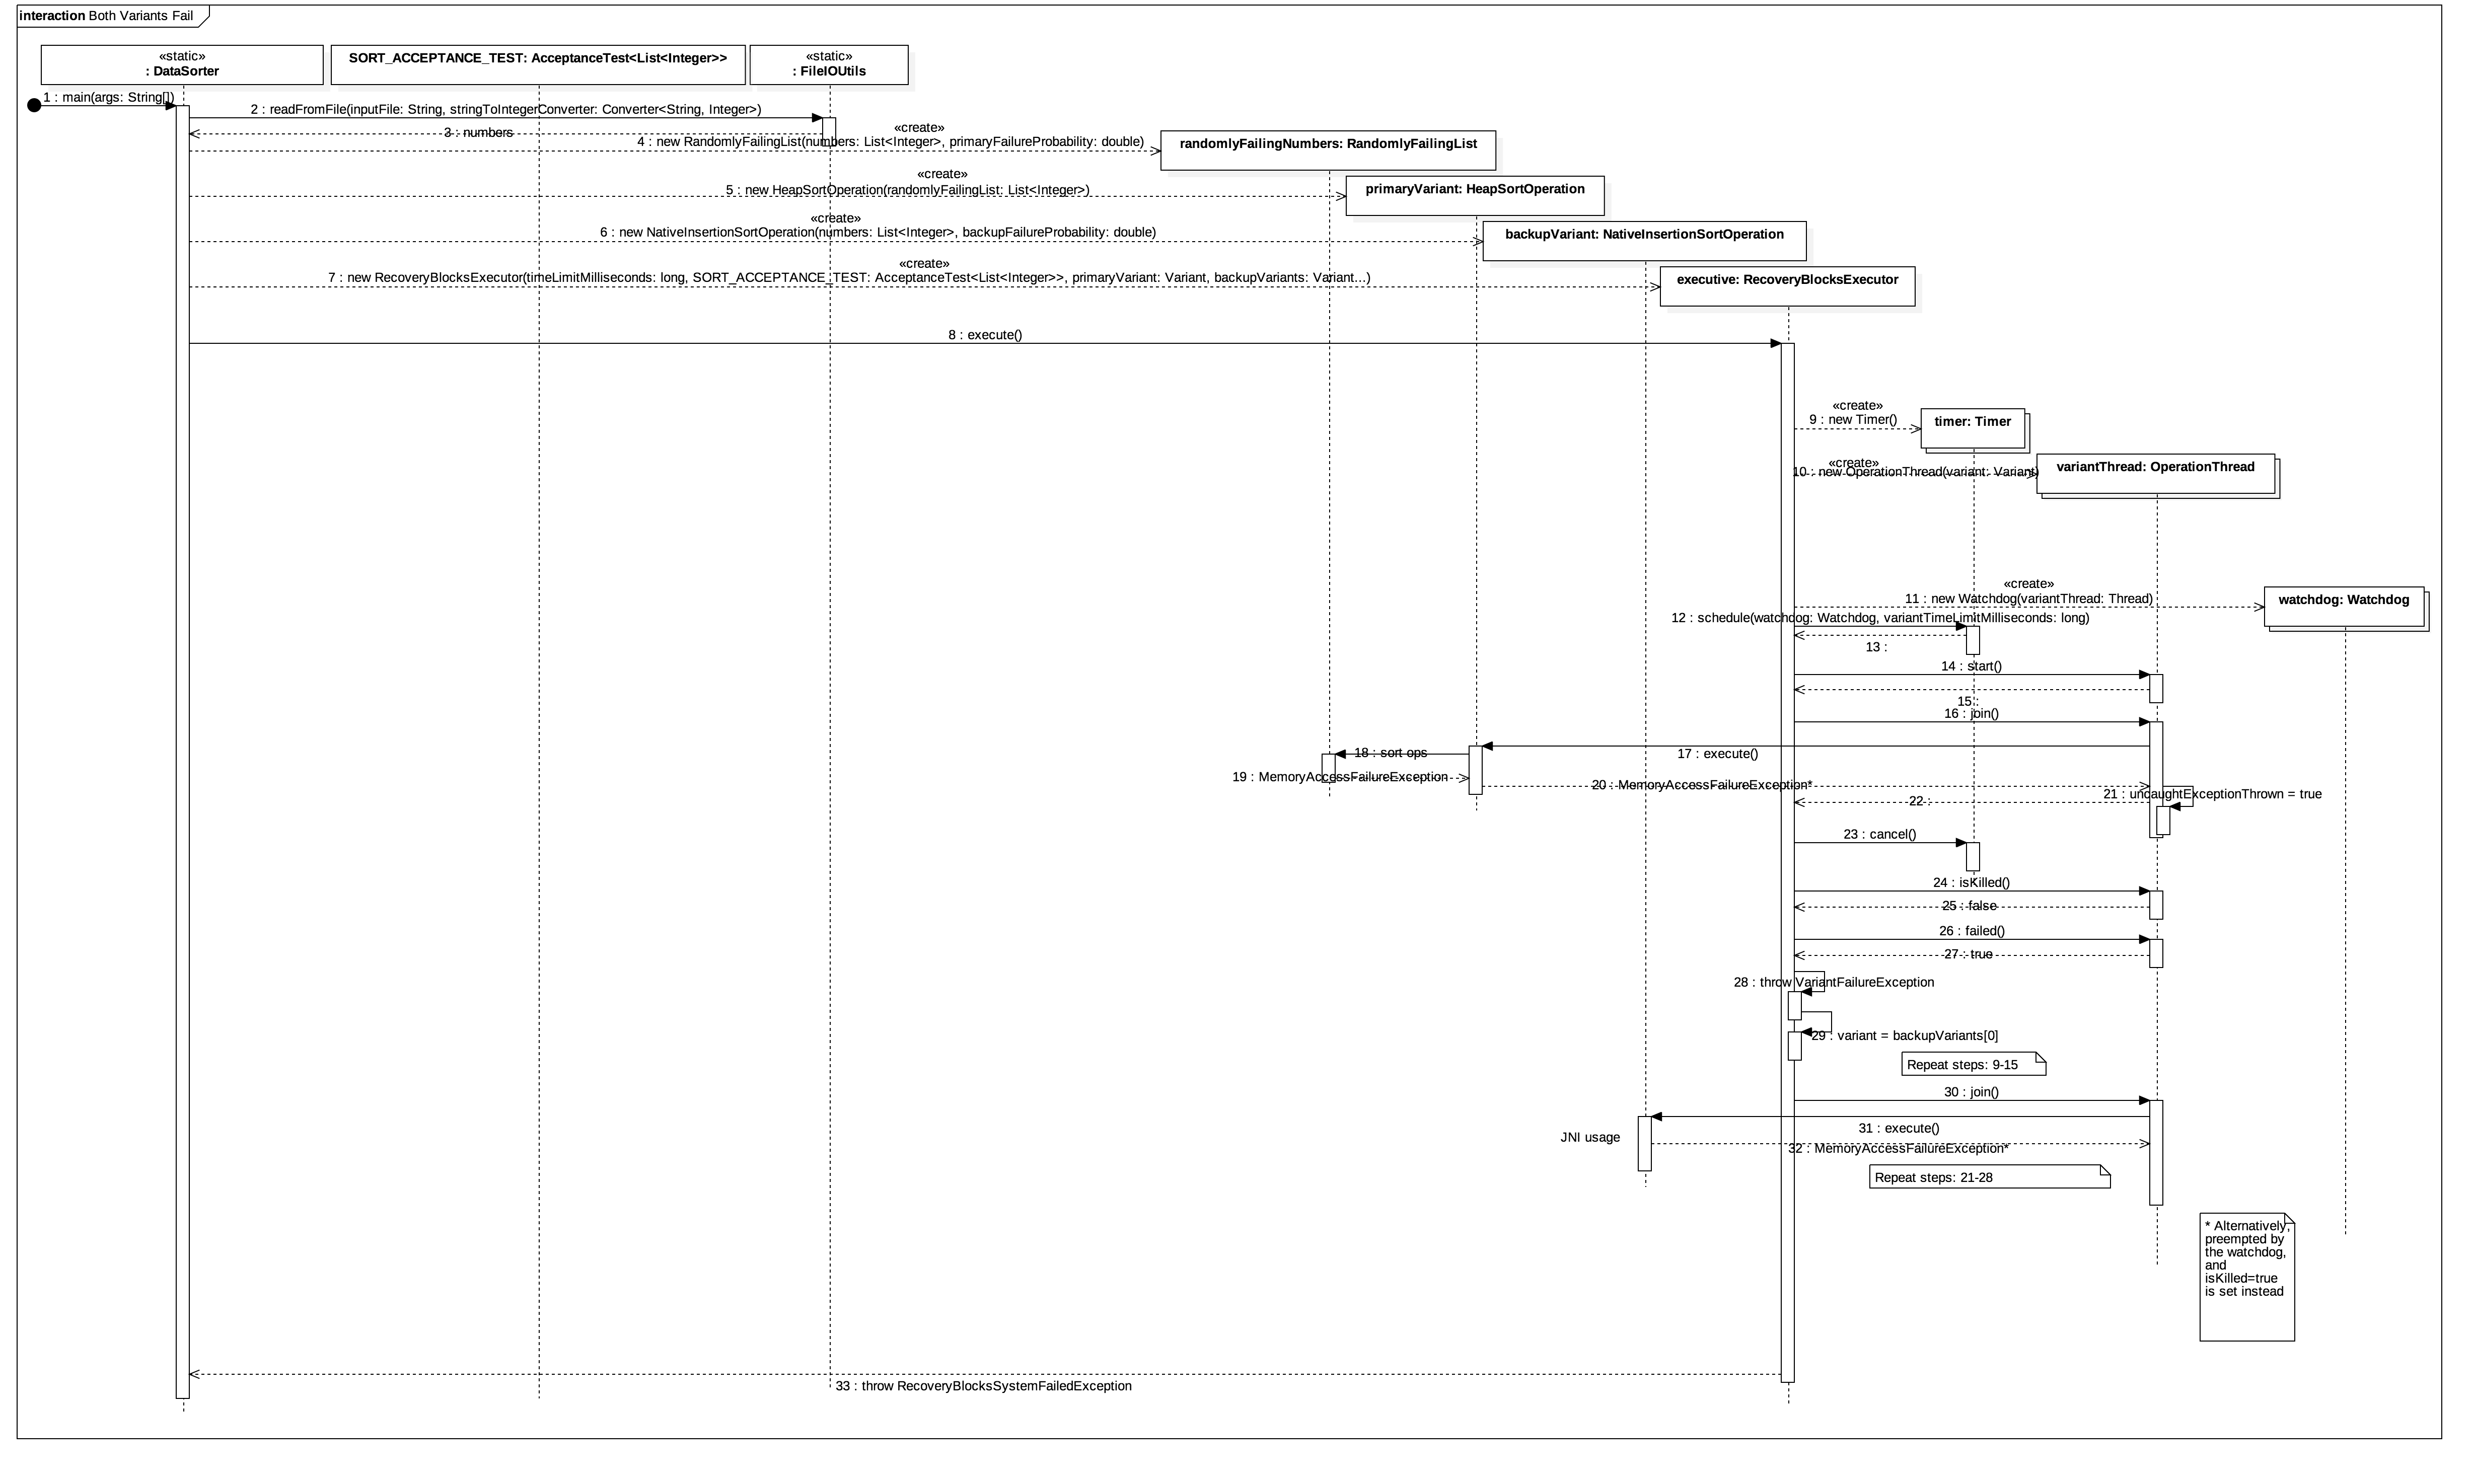 interaction Both Variants Fail
«static»
: DataSorter
SORT_ACCEPTANCE_TEST: AcceptanceTest<List<Integer>>
«static»
: FileIOUtils
1 : main(args: String[])
2 : readFromFile(inputFile: String, stringToIntegerConverter: Converter<String, Integer>)
3 : numbers
«create»
4 : new RandomlyFailingList(numbers: List<Integer>, primaryFailureProbability: double)
randomlyFailingNumbers: RandomlyFailingList
«create»
5 : new HeapSortOperation(randomlyFailingList: List<Integer>)
primaryVariant: HeapSortOperation
«create»
6 : new NativeInsertionSortOperation(numbers: List<Integer>, backupFailureProbability: double)
backupVariant: NativeInsertionSortOperation
«create»
7 : new RecoveryBlocksExecutor(timeLimitMilliseconds: long, SORT_ACCEPTANCE_TEST: AcceptanceTest<List<Integer>>, primaryVariant: Variant, backupVariants: Variant...)
executive: RecoveryBlocksExecutor
8 : execute()
«create»
9 : new Timer()
timer: Timer
«create»
10 : new OperationThread(variant: Variant)
variantThread: OperationThread
«create»
11 : new Watchdog(variantThread: Thread)
watchdog: Watchdog
12 : schedule(watchdog: Watchdog, variantTimeLimitMilliseconds: long)
13 :
14 : start()
15 :
16 : join()
17 : execute()
18 : sort ops
19 : MemoryAccessFailureException
20 : MemoryAccessFailureException*
21 : uncaughtExceptionThrown = true
22 :
23 : cancel()
24 : isKilled()
25 : false
26 : failed()
27 : true
28 : throw VariantFailureException
29 : variant = backupVariants[0]
Repeat steps: 9-15
30 : join()
31 : execute()
JNI usage
32 : MemoryAccessFailureException*
Repeat steps: 21-28
* Alternatively,
preempted by
the watchdog,
and
isKilled=true
is set instead
33 : throw RecoveryBlocksSystemFailedException